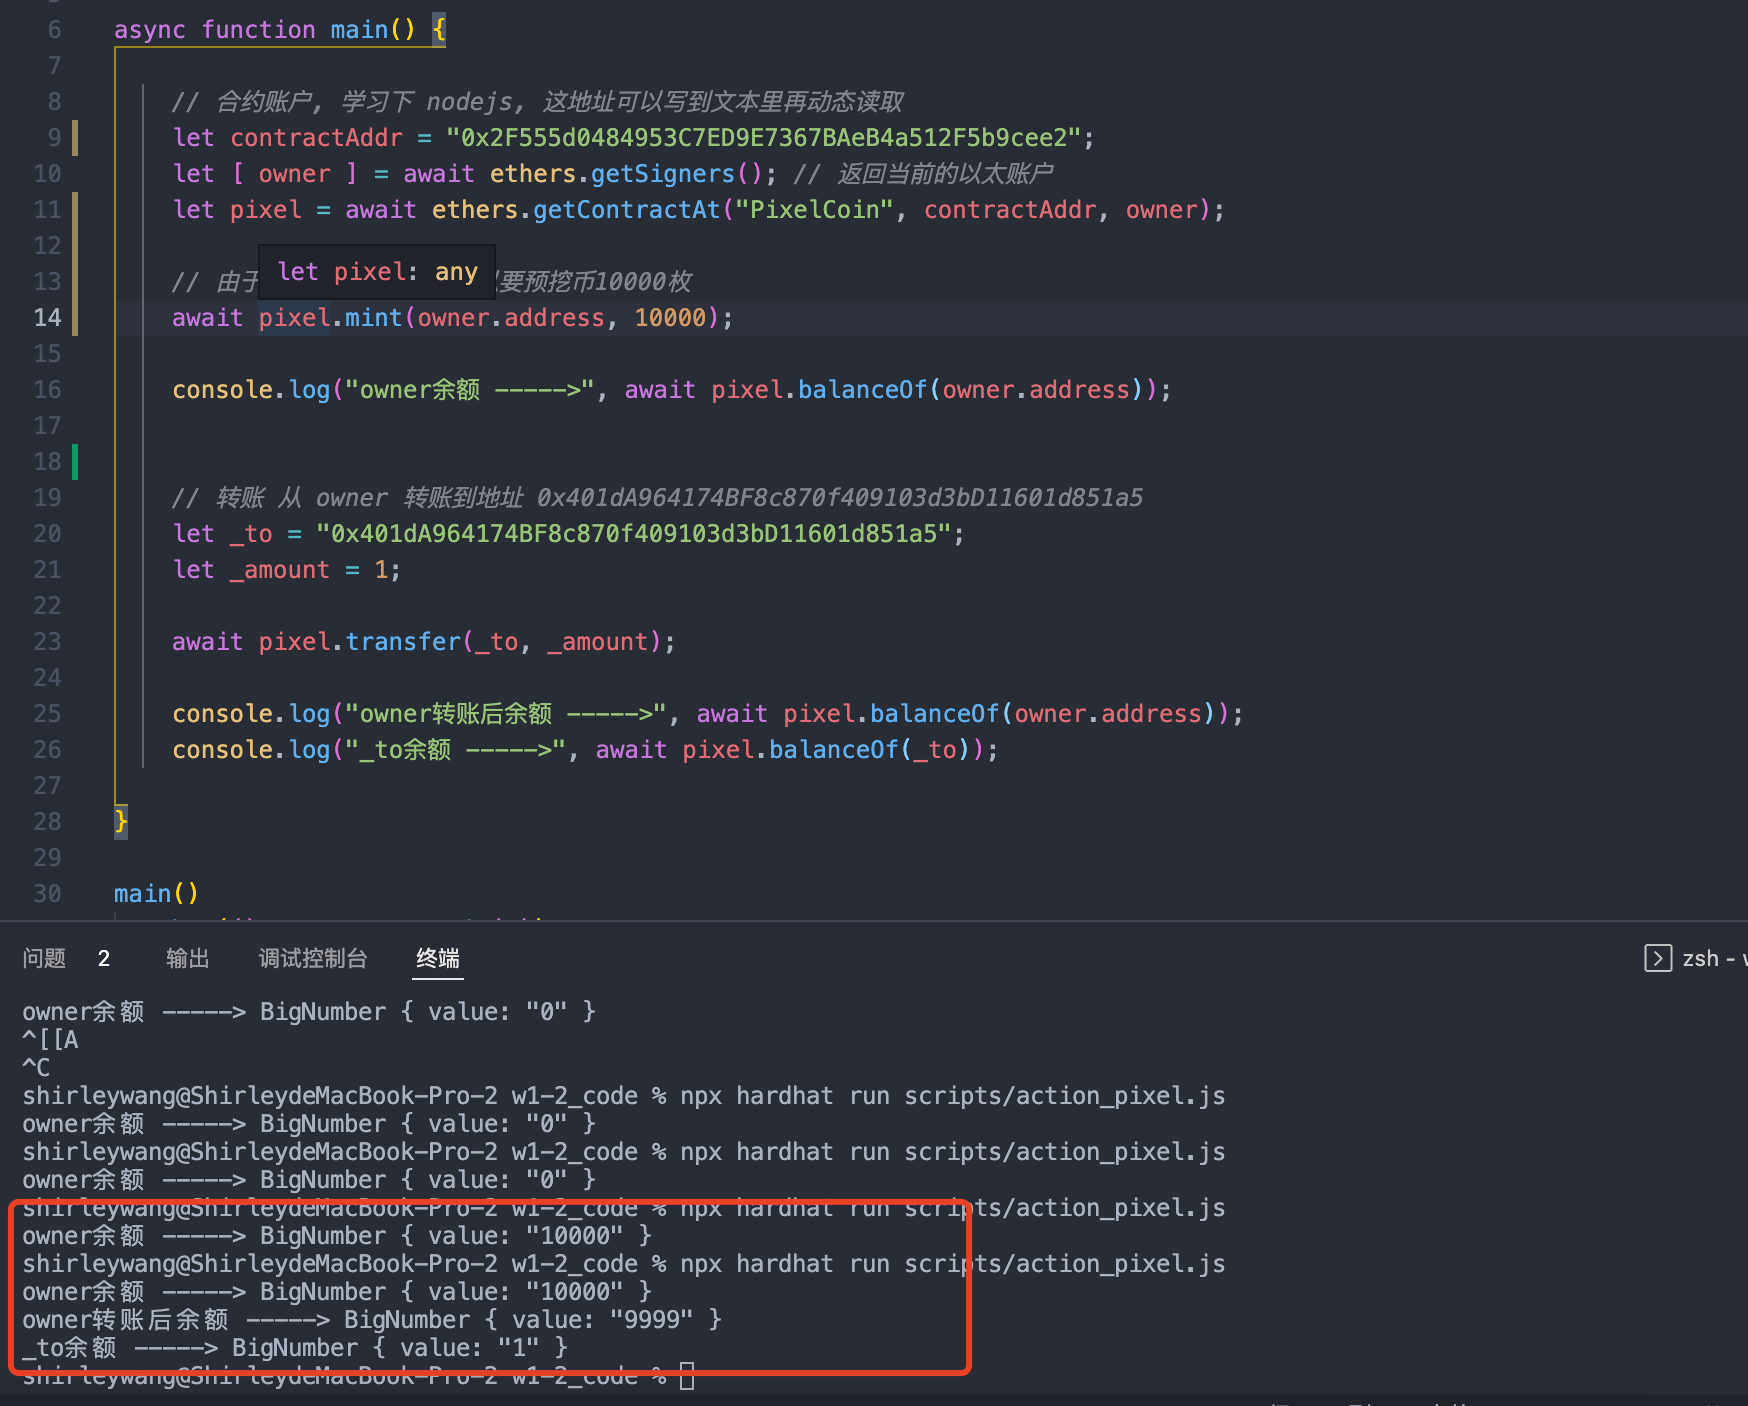 6 async function main() {
7
8 // 合约账户, 学习下 nodejs, 这地址可以写到文本里再动态读取
9 let contractAddr = "0x2F555d0484953C7ED9E7367BAeB4a512F5b9cee2";
10 let [ owner ] = await ethers.getSigners(); // 返回当前的以太账户
11 let pixel = await ethers.getContractAt("PixelCoin", contractAddr, owner);
12
let pixel: any
13 // 由于 要预挖币10000枚
14 await pixel.mint(owner.address, 10000);
15
16 console.log("owner余额 ----->", await pixel.balanceOf(owner.address));
17
18
19 // 转账 从 owner 转账到地址 0x401dA964174BF8c870f409103d3bD11601d851a5
20 let _to = "0x401dA964174BF8c870f409103d3bD11601d851a5";
21 let _amount = 1;
22
23 await pixel.transfer(_to, _amount);
24
25 console.log("owner转账后余额 ----->", await pixel.balanceOf(owner.address));
26 console.log("_to余额 ----->", await pixel.balanceOf(_to));
27
28 }
29
30 main()
问题 2 输出 调试控制台 终端 zsh -
owner余额 -----> BigNumber { value: "0" }
^[[A
^C
shirleywang@ShirleydeMacBook-Pro-2 w1-2_code % npx hardhat run scripts/action_pixel.js
owner余额 -----> BigNumber { value: "0" }
shirleywang@ShirleydeMacBook-Pro-2 w1-2_code % npx hardhat run scripts/action_pixel.js
owner余额 -----> BigNumber { value: "0" }
shirleywang@ShirleydeMacBook-Pro-2 w1-2_code % npx hardhat run scripts/action_pixel.js
owner余额 -----> BigNumber { value: "10000" }
shirleywang@ShirleydeMacBook-Pro-2 w1-2_code % npx hardhat run scripts/action_pixel.js
owner余额 -----> BigNumber { value: "10000" }
owner转账后余额 -----> BigNumber { value: "9999" }
_to余额 -----> BigNumber { value: "1" }
shirleywang@ShirleydeMacBook-Pro-2 w1-2_code %